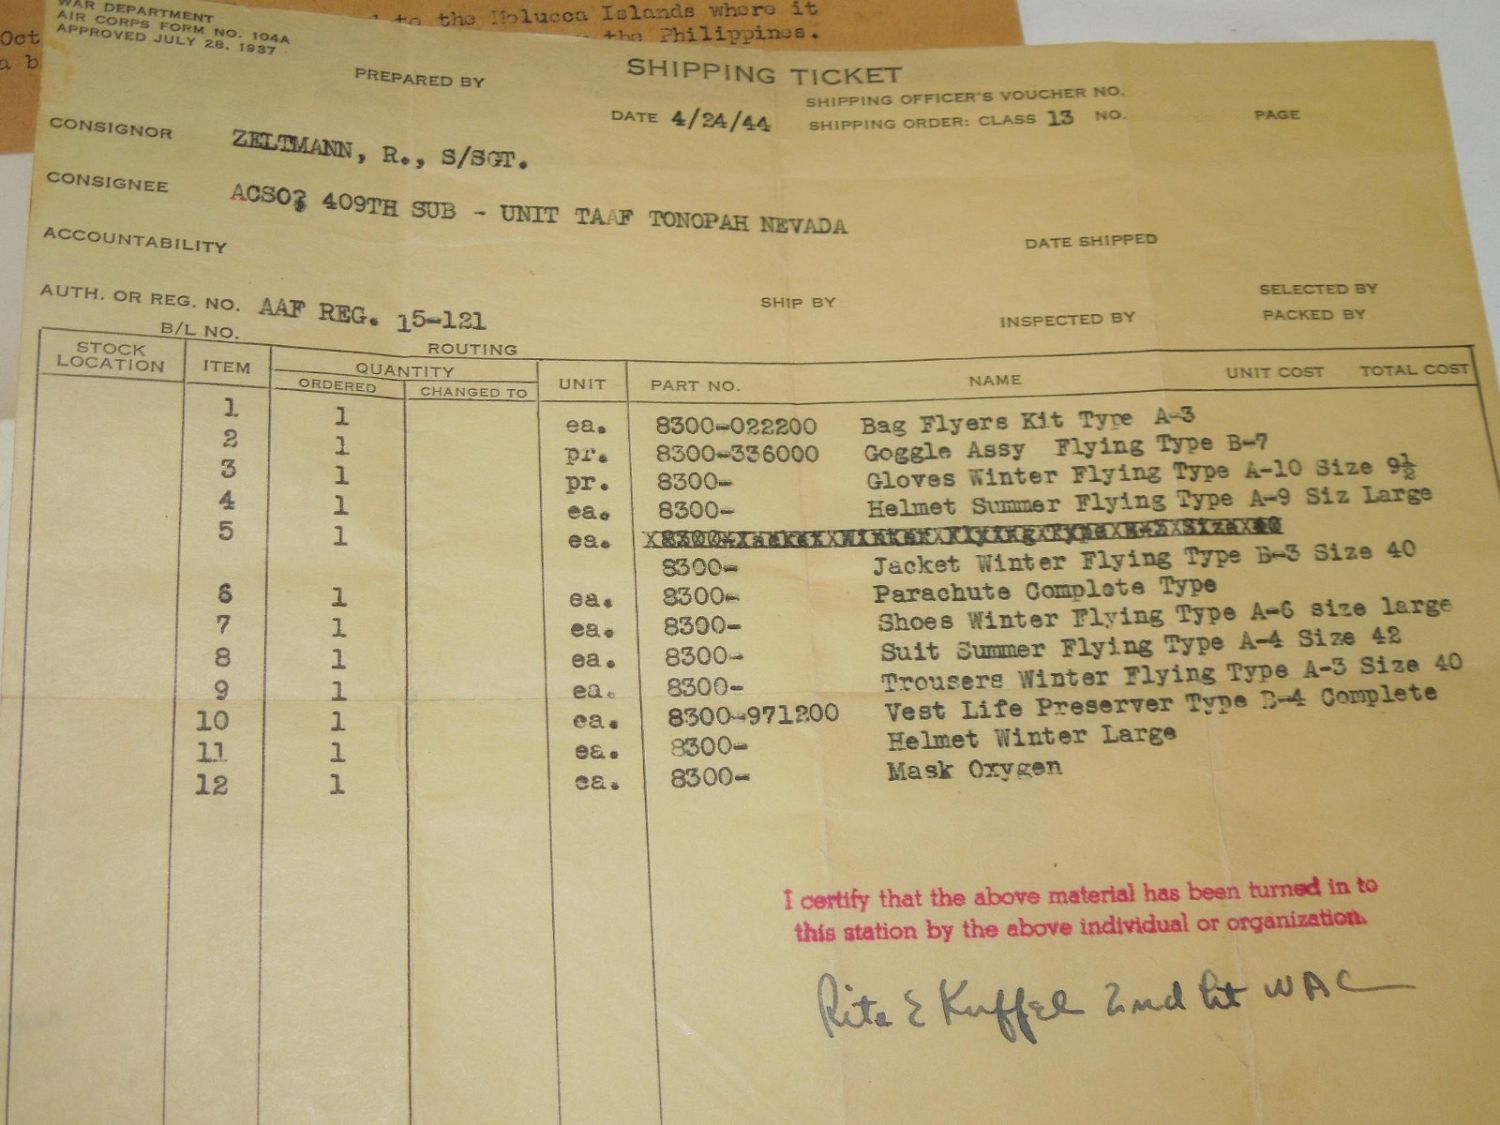 to the Molucca Islands where it
Oct the Philippines.
a b
WAR DEPARTMENT
AIR CORPS FORM NO. 104A
APPROVED JULY 28, 1937
PREPARED BY
SHIPPING TICKET
SHIPPING OFFICER'S VOUCHER NO.
DATE 4/24/44 SHIPPING ORDER: CLASS 13 NO. PAGE
CONSIGNOR ZELTMANN, R., S/SGT.
CONSIGNEE ACSO? 409TH SUB - UNIT TAAF TONOPAH NEVADA
ACCOUNTABILITY DATE SHIPPED
AUTH. OR REG. NO. AAF REG. 15-121 SHIP BY SELECTED BY
B/L NO. ROUTING INSPECTED BY PACKED BY
STOCK LOCATION ITEM QUANTITY ORDERED CHANGED TO UNIT PART NO. NAME UNIT COST TOTAL COST
1 1 ea. 8300-022200 Bag Flyers Kit Type A-3
2 1 pr. 8300-336000 Goggle Assy Flying Type B-7
3 1 pr. 8300- Gloves Winter Flying Type A-10 Size 9½
4 1 ea. 8300- Helmet Summer Flying Type A-9 Siz Large
5 1 ea.
8300- Jacket Winter Flying Type B-3 Size 40
6 1 ea. 8300- Parachute Complete Type
7 1 ea. 8300- Shoes Winter Flying Type A-6 size large
8 1 ea. 8300- Suit Summer Flying Type A-4 Size 42
9 1 ea. 8300- Trousers Winter Flying Type A-3 Size 40
10 1 ea. 8300-971200 Vest Life Preserver Type B-4 Complete
11 1 ea. 8300- Helmet Winter Large
12 1 ea. 8300- Mask Oxygen
I certify that the above material has been turned in to
this station by the above individual or organization.
Rita E Kuffel 2nd Lt WAC